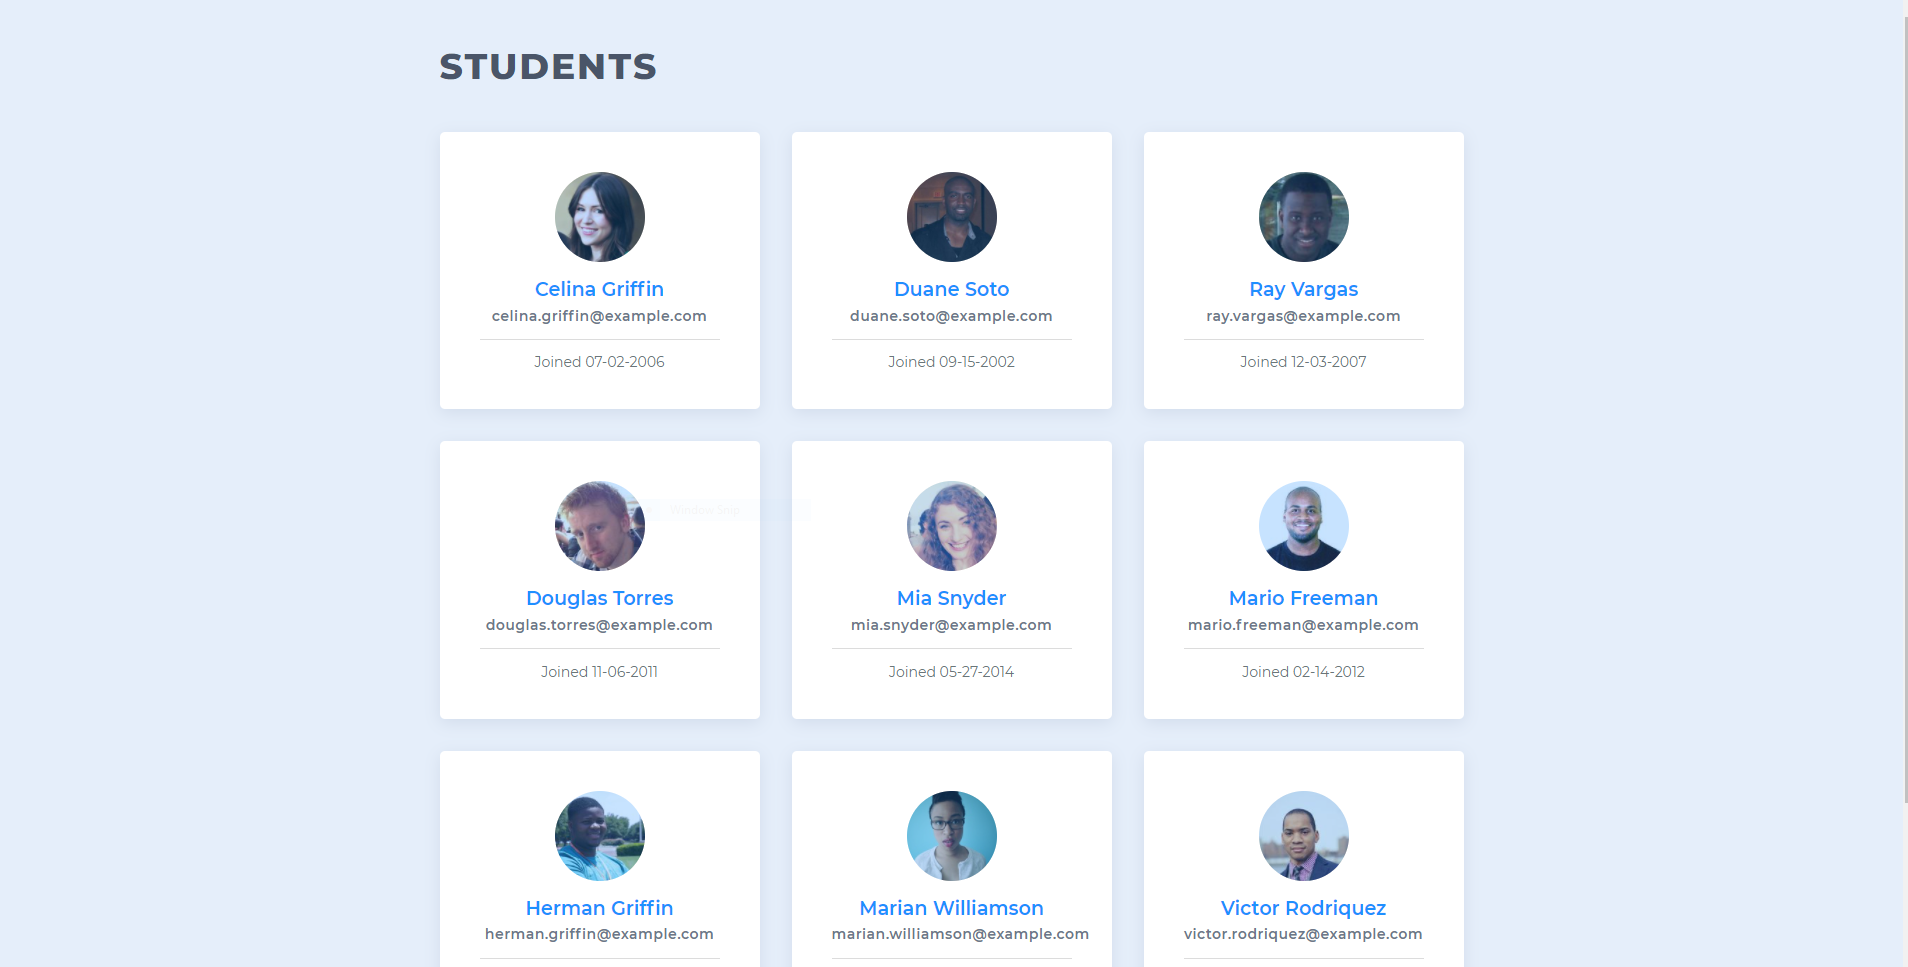 STUDENTS
Celina Griffin
celina.griffin@example.com
Joined 07-02-2006
Duane Soto
duane.soto@example.com
Joined 09-15-2002
Ray Vargas
ray.vargas@example.com
Joined 12-03-2007
Douglas Torres
douglas.torres@example.com
Joined 11-06-2011
Window Snip
Mia Snyder
mia.snyder@example.com
Joined 05-27-2014
Mario Freeman
mario.freeman@example.com
Joined 02-14-2012
Herman Griffin
herman.griffin@example.com
Marian Williamson
marian.williamson@example.com
Victor Rodriquez
victor.rodriquez@example.com